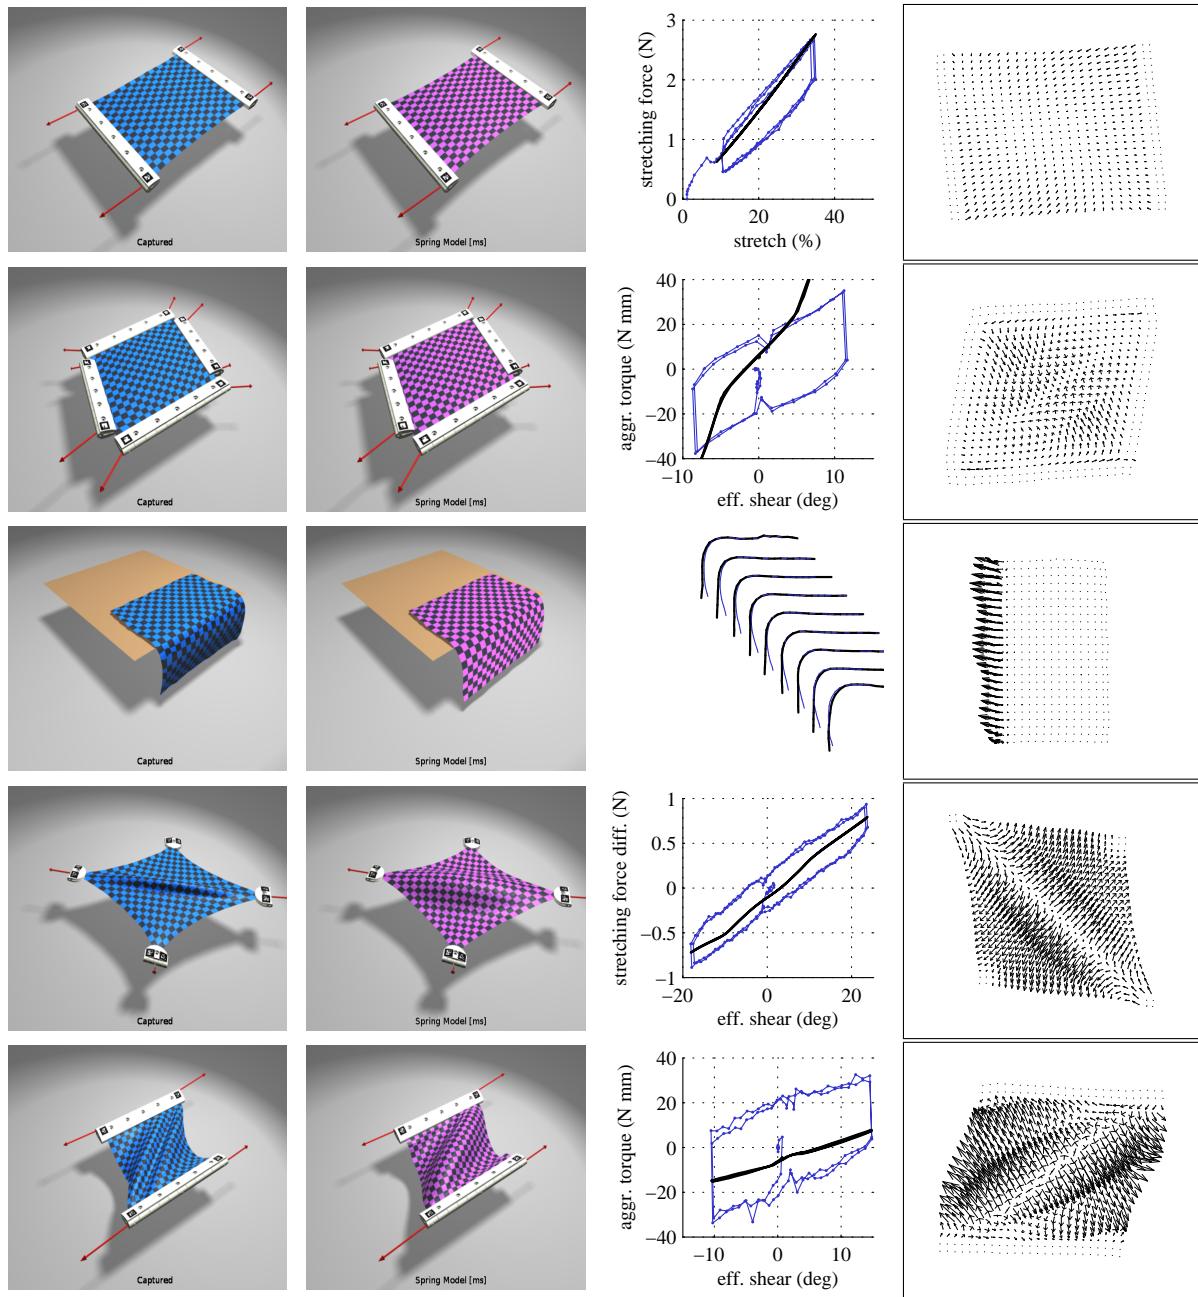 Captured
Spring Model [ms]
stretching force (N)
3
2
1
0
0 20 40
stretch (%)
Captured
Spring Model [ms]
aggr. torque (N mm)
40
20
0
−20
−40
−10 0 10
eff. shear (deg)
Captured
Spring Model [ms]
Captured
Spring Model [ms]
stretching force diff. (N)
1
0.5
0
−0.5
−1
−20 0 20
eff. shear (deg)
Captured
Spring Model [ms]
aggr. torque (N mm)
40
20
0
−20
−40
−10 0 10
eff. shear (deg)